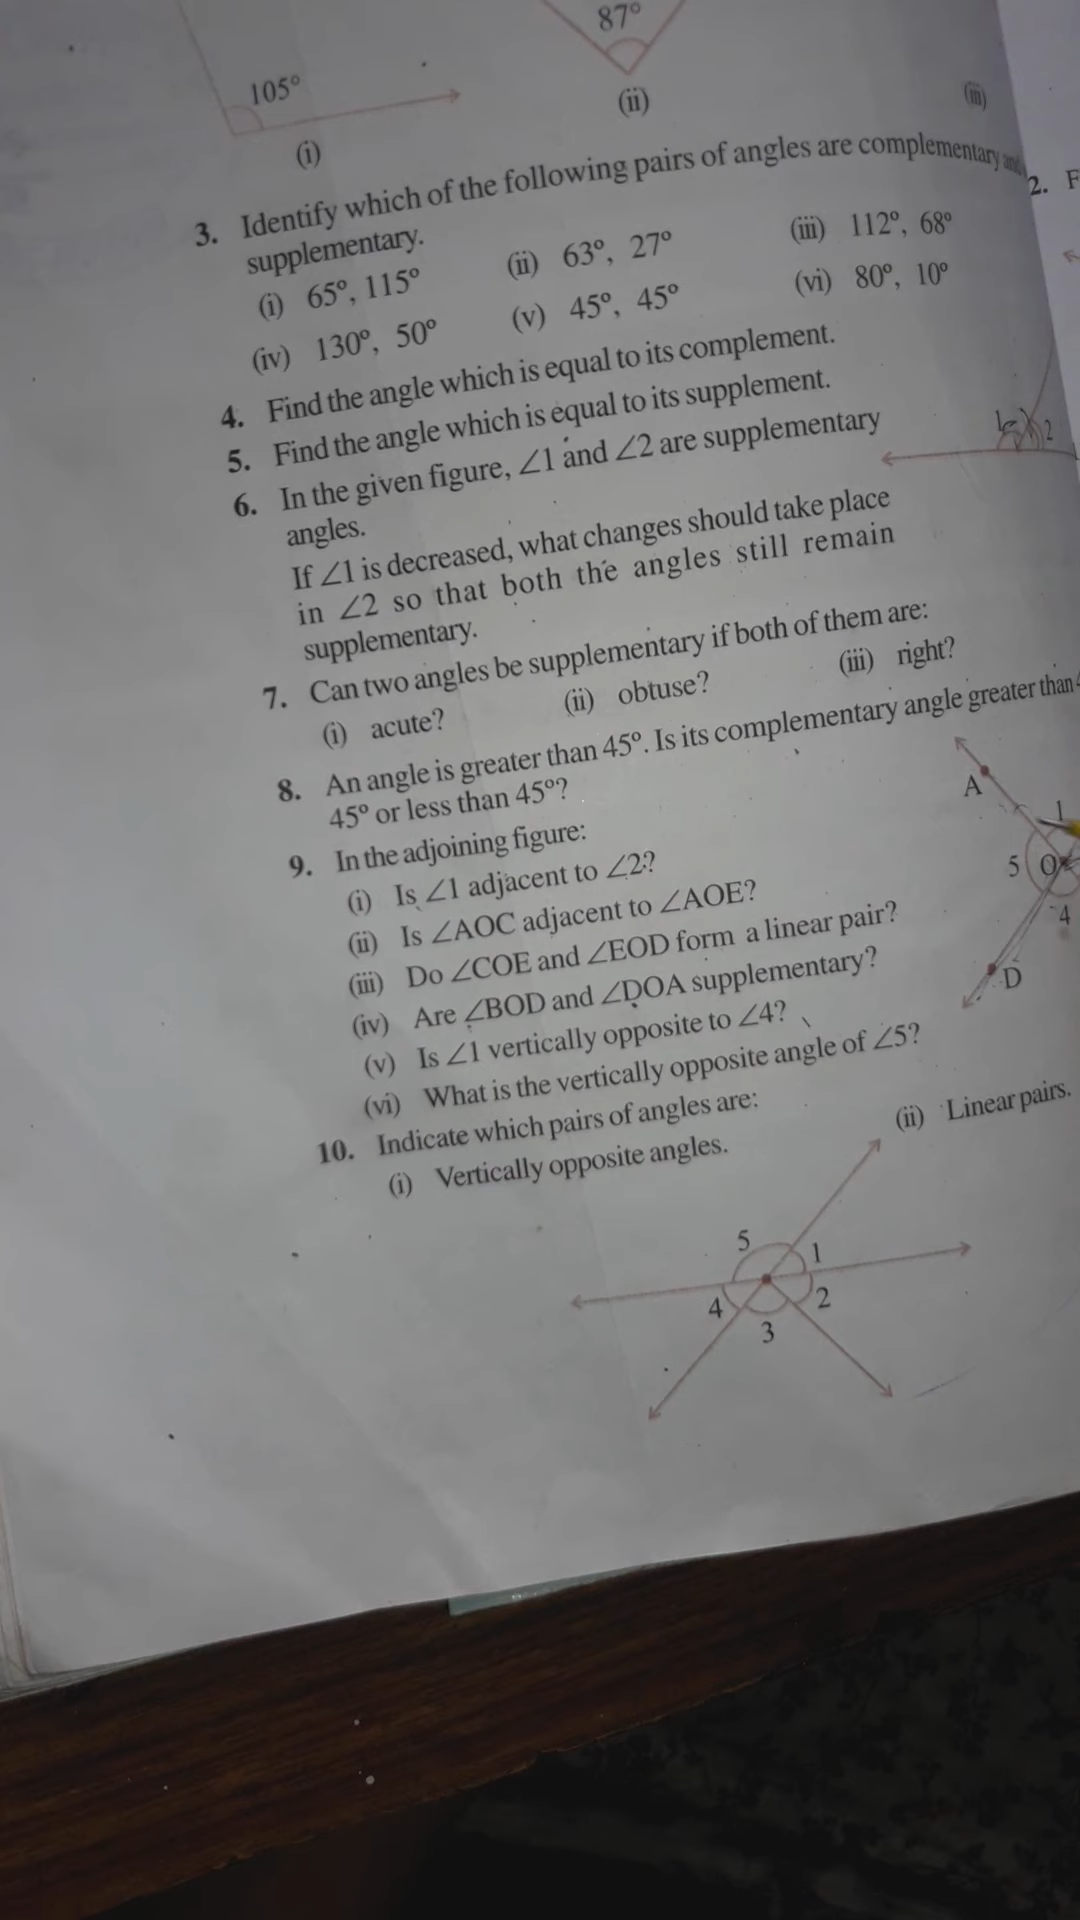 87°
105°
(i)
(ii)
(iii)
3. Identify which of the following pairs of angles are complementary and
supplementary.
(i) 65°, 115°
(ii) 63°, 27°
(iii) 112°, 68°
(iv) 130°, 50°
(v) 45°, 45°
(vi) 80°, 10°
4. Find the angle which is equal to its complement.
5. Find the angle which is equal to its supplement.
6. In the given figure, ∠1 and ∠2 are supplementary
angles.
If ∠1 is decreased, what changes should take place
in ∠2 so that both the angles still remain
supplementary.
2
7. Can two angles be supplementary if both of them are:
(i) acute?
(ii) obtuse?
(iii) right?
8. An angle is greater than 45°. Is its complementary angle greater than
45° or less than 45°?
9. In the adjoining figure:
(i) Is ∠1 adjacent to ∠2?
(ii) Is ∠AOC adjacent to ∠AOE?
(iii) Do ∠COE and ∠EOD form a linear pair?
(iv) Are ∠BOD and ∠DOA supplementary?
(v) Is ∠1 vertically opposite to ∠4?
(vi) What is the vertically opposite angle of ∠5?
A
1
5
O
4
D
10. Indicate which pairs of angles are:
(i) Vertically opposite angles.
(ii) Linear pairs.
5
1
4
2
3
2. F